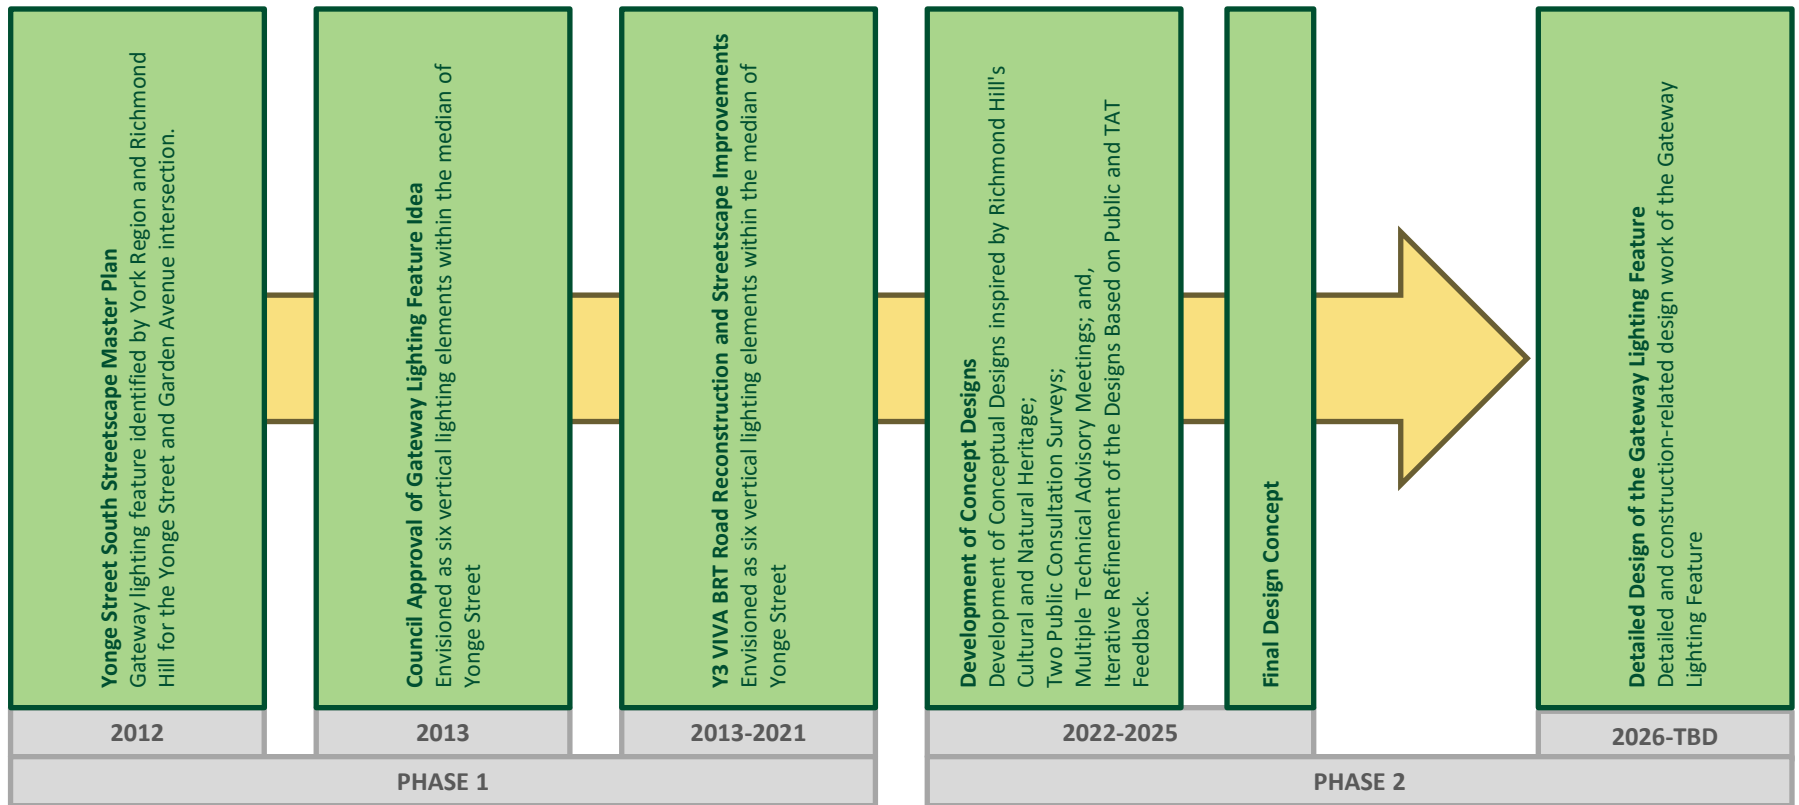 Yonge Street South Streetscape Master Plan
Gateway lighting feature identified by York Region and Richmond
Hill for the Yonge Street and Garden Avenue intersection.
Council Approval of Gateway Lighting Feature Idea
Envisioned as six vertical lighting elements within the median of
Yonge Street
Y3 VIVA BRT Road Reconstruction and Streetscape Improvements
Envisioned as six vertical lighting elements within the median of
Yonge Street
Development of Concept Designs
Development of Conceptual Designs inspired by Richmond Hill's
Cultural and Natural Heritage;
Two Public Consultation Surveys;
Multiple Technical Advisory Meetings; and,
Iterative Refinement of the Designs Based on Public and TAT
Feedback.
Final Design Concept
Detailed Design of the Gateway Lighting Feature
Detailed and construction-related design work of the Gateway
Lighting Feature
2012
2013
2013-2021
2022-2025
2026-TBD
PHASE 1
PHASE 2